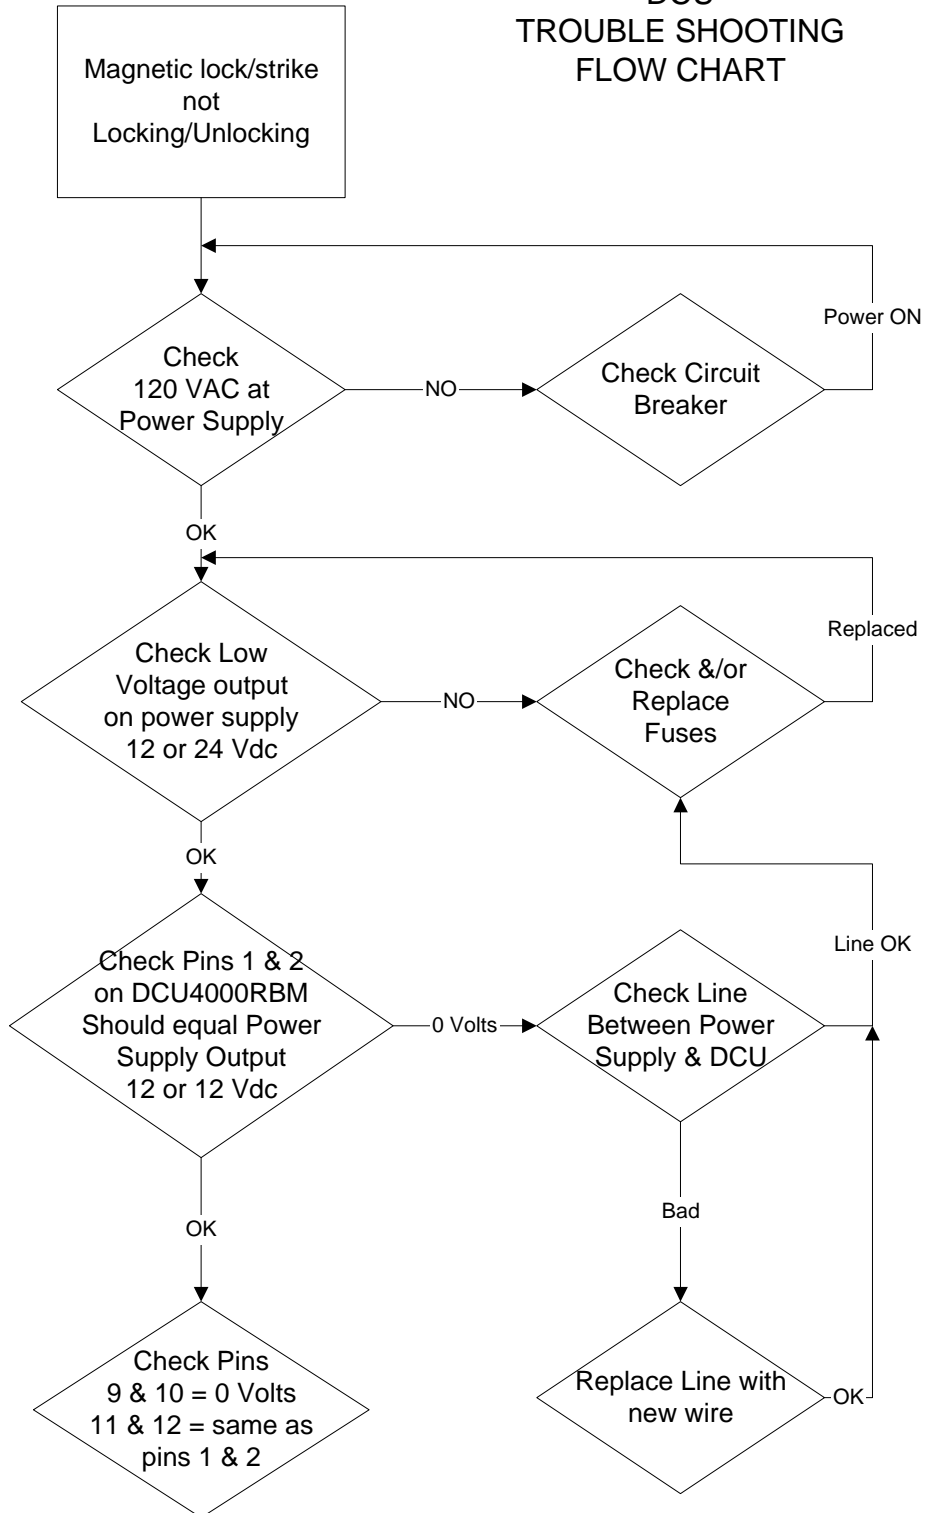 DCU
TROUBLE SHOOTING
FLOW CHART
Magnetic lock/strike
not
Locking/Unlocking
Power ON
Check
120 VAC at
Power Supply
NO
Check Circuit
Breaker
OK
Replaced
Check Low
Voltage output
on power supply
12 or 24 Vdc
NO
Check &/or
Replace
Fuses
OK
Line OK
Check Pins 1 & 2
on DCU4000RBM
Should equal Power
Supply Output
12 or 12 Vdc
0 Volts
Check Line
Between Power
Supply & DCU
Bad
OK
Check Pins
9 & 10 = 0 Volts
11 & 12 = same as
pins 1 & 2
Replace Line with
new wire
OK